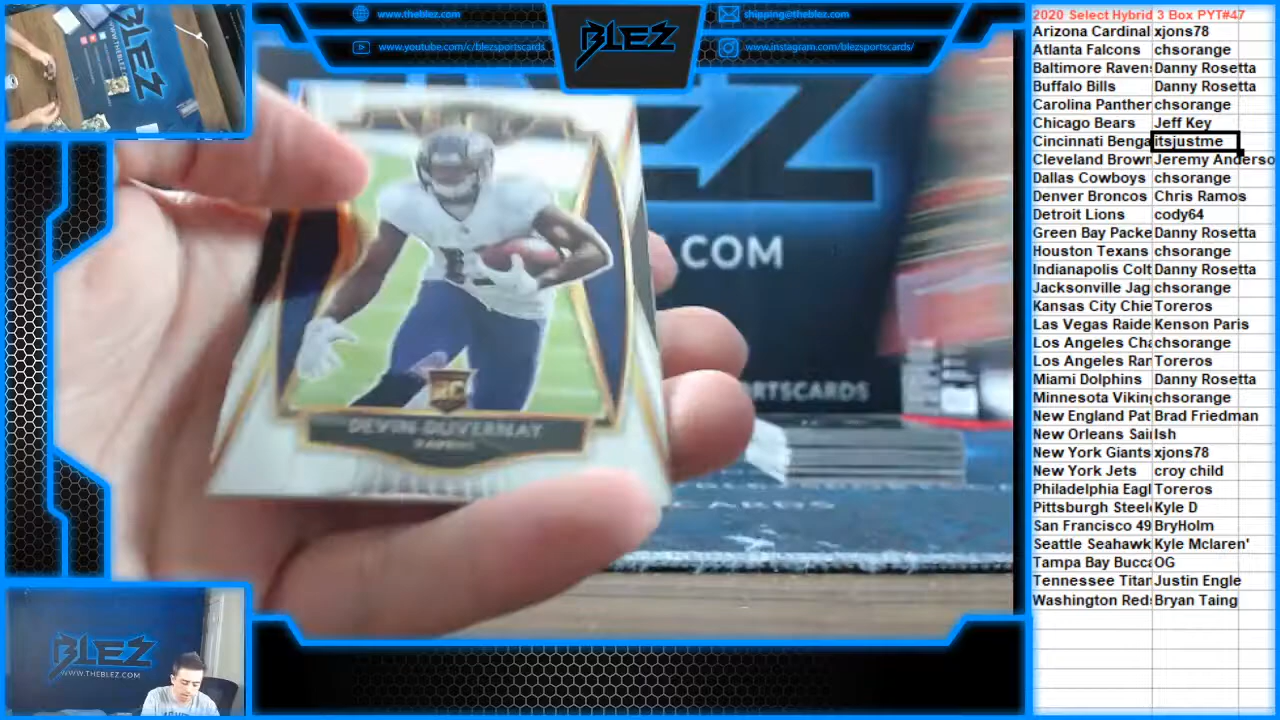 www.theblez.com
www.youtube.com/c/blezsportscards
BLEZ
shipping@theblez.com
www.instagram.com/blezsportscards/
.COM
RC
DEVIN DUVERNAY
RAVENS
BLEZ
WWW.THEBLEZ.COM
2020 Select Hybrid 3 Box PYT#47
Arizona Cardinal xjons78
Atlanta Falcons chsorange
Baltimore Raven Danny Rosetta
Buffalo Bills Danny Rosetta
Carolina Panther chsorange
Chicago Bears Jeff Key
Cincinnati Benga itsjustme
Cleveland Brown Jeremy Anderso
Dallas Cowboys chsorange
Denver Broncos Chris Ramos
Detroit Lions cody64
Green Bay Packe Danny Rosetta
Houston Texans chsorange
Indianapolis Colt Danny Rosetta
Jacksonville Jag chsorange
Kansas City Chie Toreros
Las Vegas Raide Kenson Paris
Los Angeles Cha chsorange
Los Angeles Ran Toreros
Miami Dolphins Danny Rosetta
Minnesota Vikin chsorange
New England Pat Brad Friedman
New Orleans Sai Ish
New York Giants xjons78
New York Jets croy child
Philadelphia Eagl Toreros
Pittsburgh Steel Kyle D
San Francisco 49 BryHolm
Seattle Seahawk Kyle Mclaren'
Tampa Bay Bucca OG
Tennessee Titan Justin Engle
Washington Red Bryan Taing